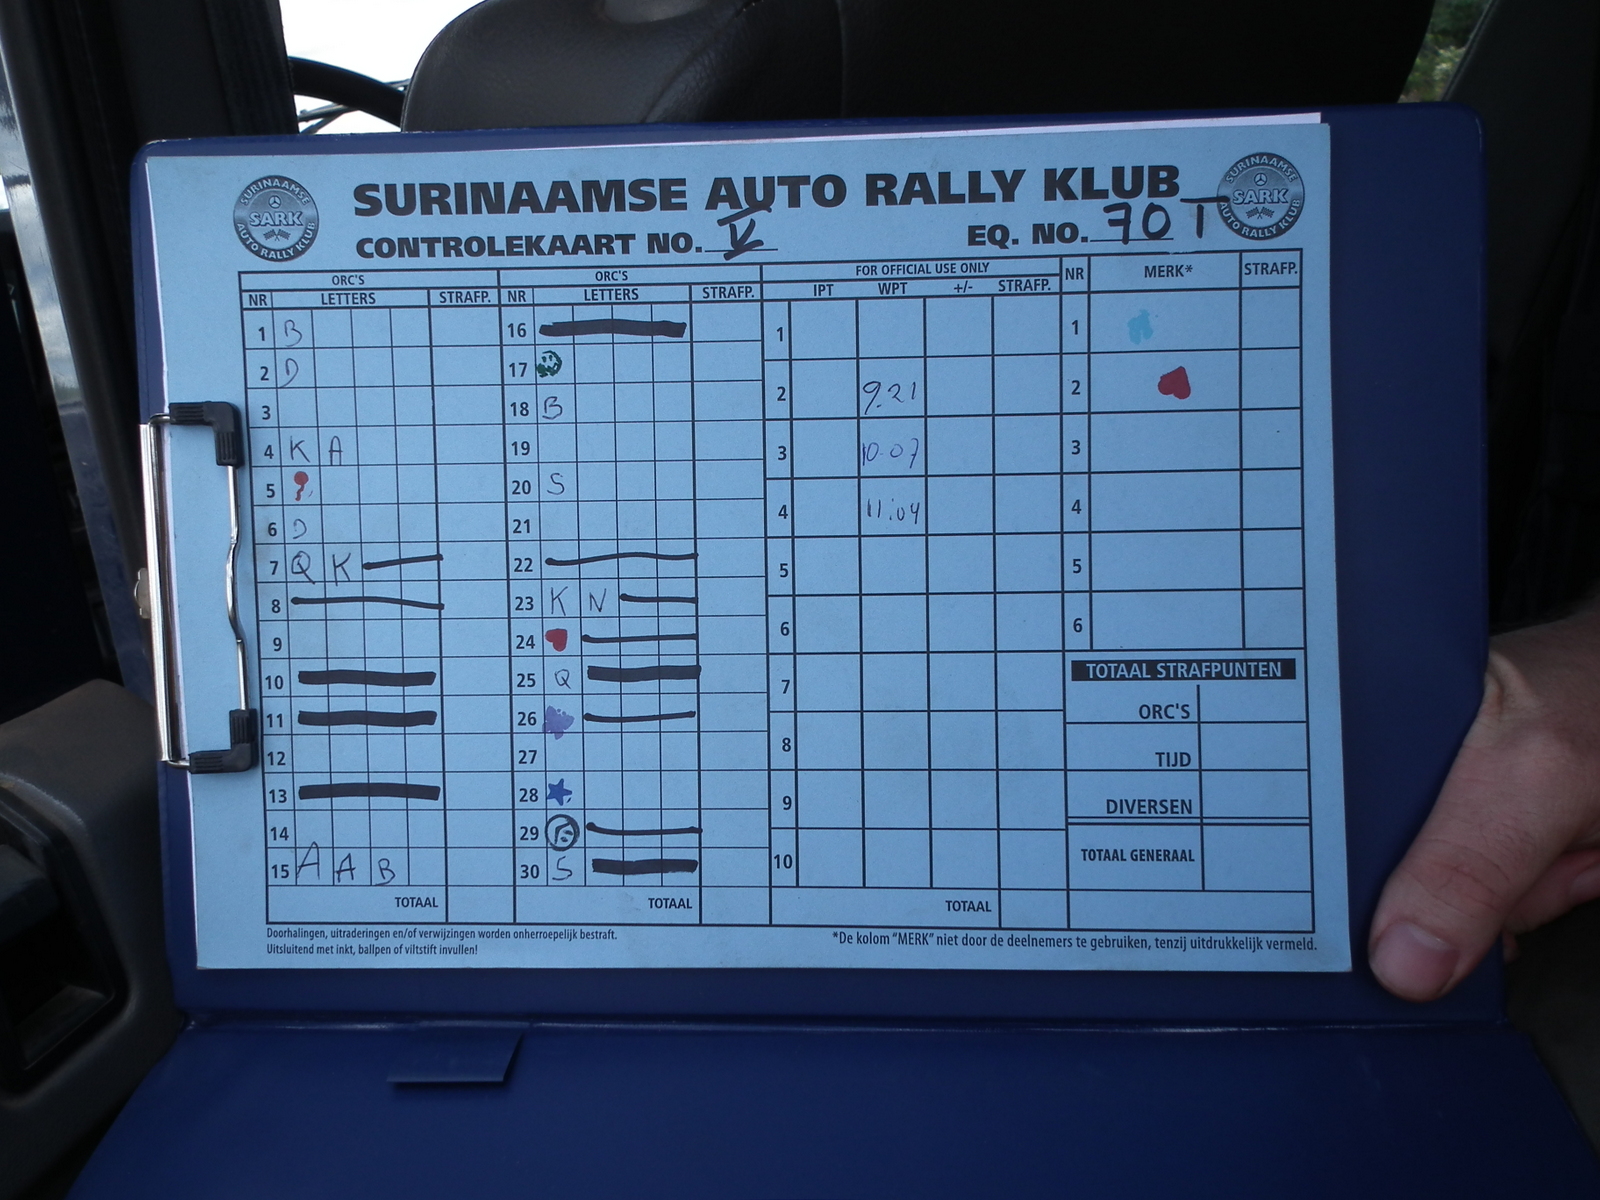 SURINAAMSE AUTO RALLY KLUB
SURINAAMSE SARK AUTO RALLY KLUB
SURINAAMSE SARK AUTO RALLY KLUB
CONTROLEKAART NO. V EQ. NO. 70 T
ORC'S ORC'S FOR OFFICIAL USE ONLY NR MERK* STRAFP.
NR LETTERS STRAFP. NR LETTERS STRAFP. IPT WPT +/- STRAFP.
1 B 16 1 1
2 D 17 2 9.21 2
3 18 B 3 10.07 3
4 K A 19 4 11:04 4
5 20 S 5 5
6 D 21 6 6
7 Q K 22 7 TOTAAL STRAFPUNTEN
8 23 K N 8 ORC'S
9 24 9 TIJD
10 25 Q 10 DIVERSEN
11 26 TOTAAL GENERAAL
12 27
13 28
14 29
15 A A B 30 S
TOTAAL TOTAAL TOTAAL
Doorhalingen, uitraderingen en/of verwijzingen worden onherroepelijk bestraft.
Uitsluitend met inkt, ballpen of viltstift invullen!
*De kolom "MERK" niet door de deelnemers te gebruiken, tenzij uitdrukkelijk vermeld.